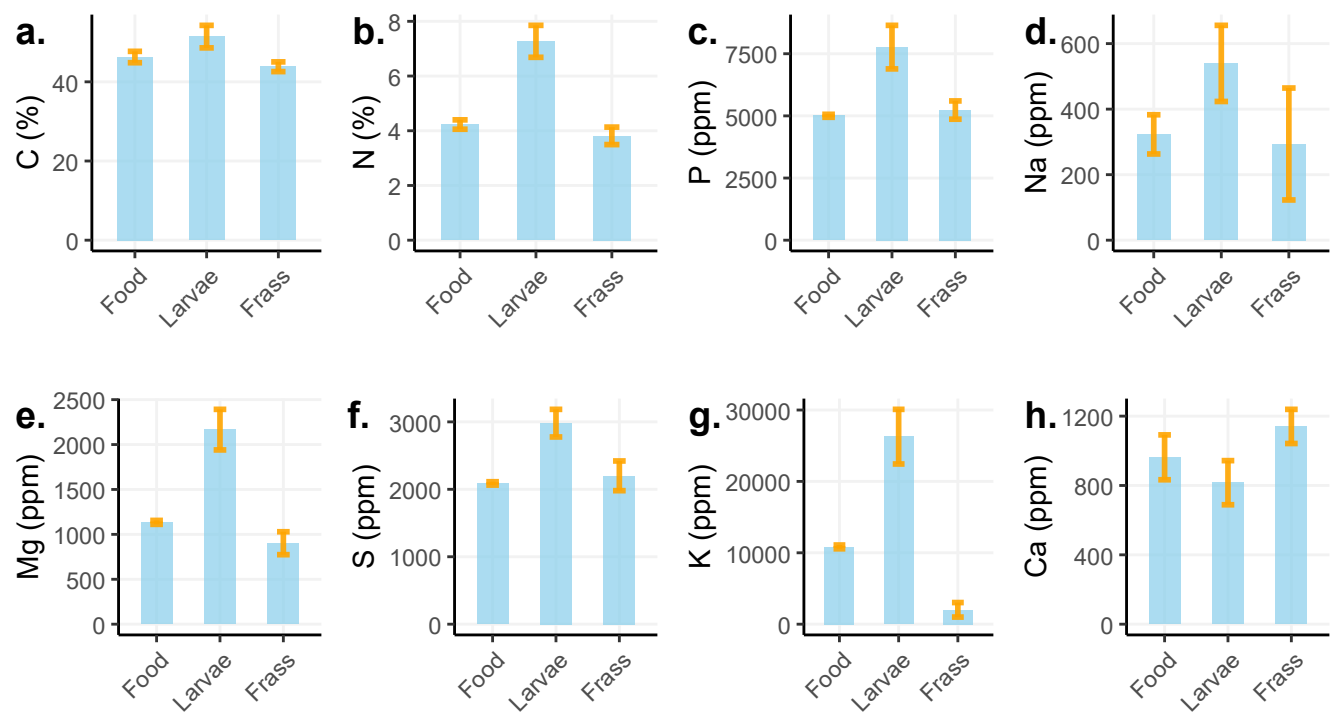 a.
C (%)
40
20
0
Food
Larvae
Frass
b.
N (%)
8
6
4
2
0
Food
Larvae
Frass
c.
P (ppm)
7500
5000
2500
0
Food
Larvae
Frass
d.
Na (ppm)
600
400
200
0
Food
Larvae
Frass
e.
Mg (ppm)
2500
2000
1500
1000
500
0
Food
Larvae
Frass
f.
S (ppm)
3000
2000
1000
0
Food
Larvae
Frass
g.
K (ppm)
30000
20000
10000
0
Food
Larvae
Frass
h.
Ca (ppm)
1200
800
400
0
Food
Larvae
Frass